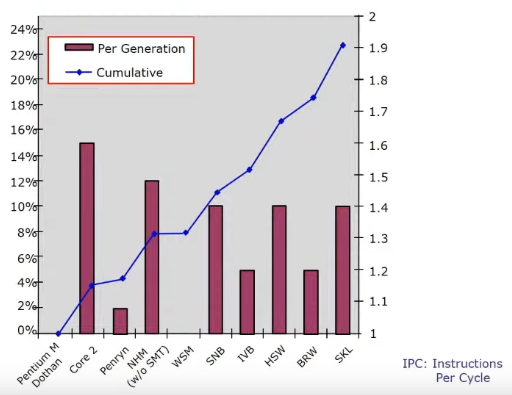 24%
22%
20%
18%
16%
14%
12%
10%
8%
6%
4%
2%
0%
Per Generation
Cumulative
2
1.9
1.8
1.7
1.6
1.5
1.4
1.3
1.2
1.1
1
Pentium M
Dothan
Core 2
Penryn
NHM
(w/o SMT)
WSM
SNB
IVB
HSW
BRW
SKL
IPC: Instructions
Per Cycle